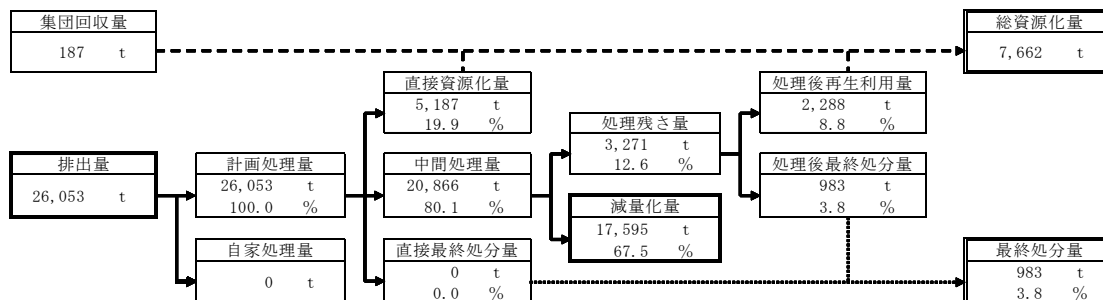 集団回収量
187 t
総資源化量
7,662 t
直接資源化量
5,187 t
19.9 %
処理後再生利用量
2,288 t
8.8 %
処理残さ量
3,271 t
12.6 %
排出量
26,053 t
計画処理量
26,053 t
100.0 %
中間処理量
20,866 t
80.1 %
処理後最終処分量
983 t
3.8 %
減量化量
17,595 t
67.5 %
自家処理量
0 t
直接最終処分量
0 t
0.0 %
最終処分量
983 t
3.8 %